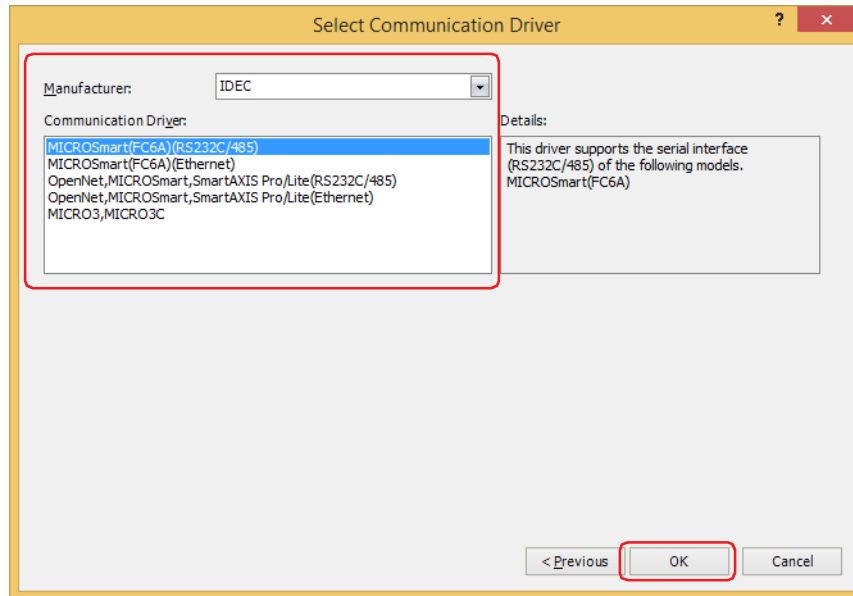 Select Communication Driver
?
×
Manufacturer:
IDEC
Communication Driver:
MICROSmart(FC6A)(RS232C/485)
MICROSmart(FC6A)(Ethernet)
OpenNet,MICROSmart,SmartAXIS Pro/Lite(RS232C/485)
OpenNet,MICROSmart,SmartAXIS Pro/Lite(Ethernet)
MICRO3,MICRO3C
Details:
This driver supports the serial interface
(RS232C/485) of the following models.
MICROSmart(FC6A)
< Previous
OK
Cancel